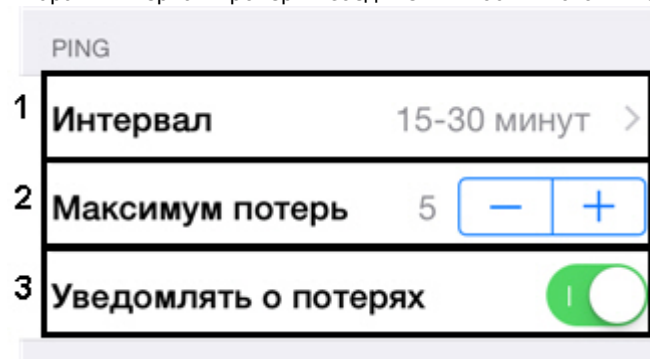 PING
1 Интервал 15-30 минут
2 Максимум потерь 5 − +
3 Уведомлять о потерях